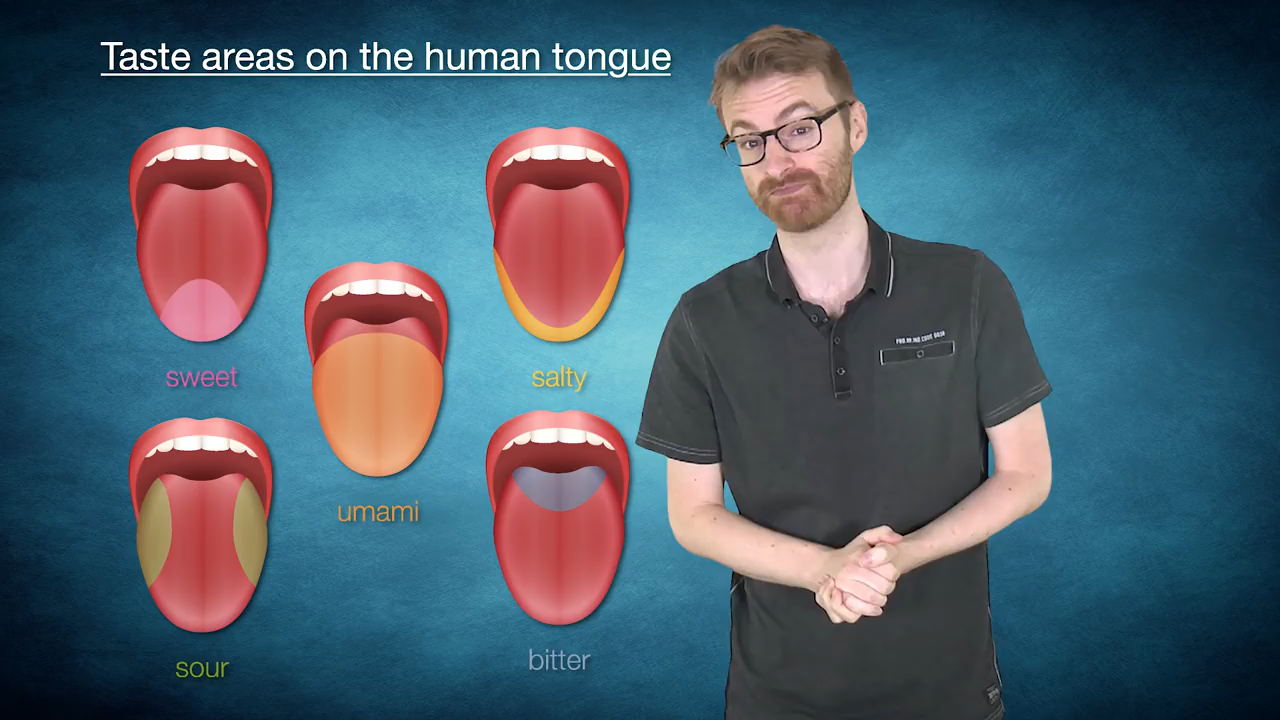 Taste areas on the human tongue
sweet
salty
umami
sour
bitter